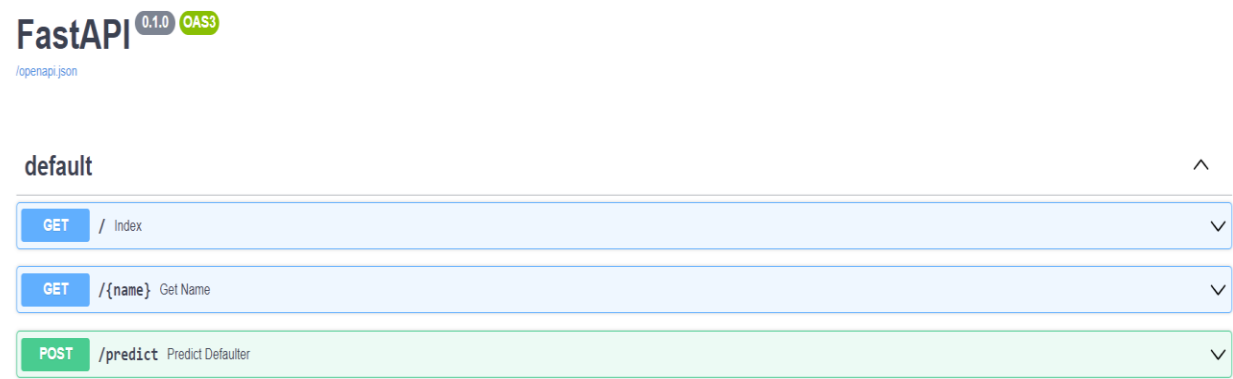 FastAPI 0.1.0 OAS3
/openapi.json
default
GET / Index
GET /{name} Get Name
POST /predict Predict Defaulter